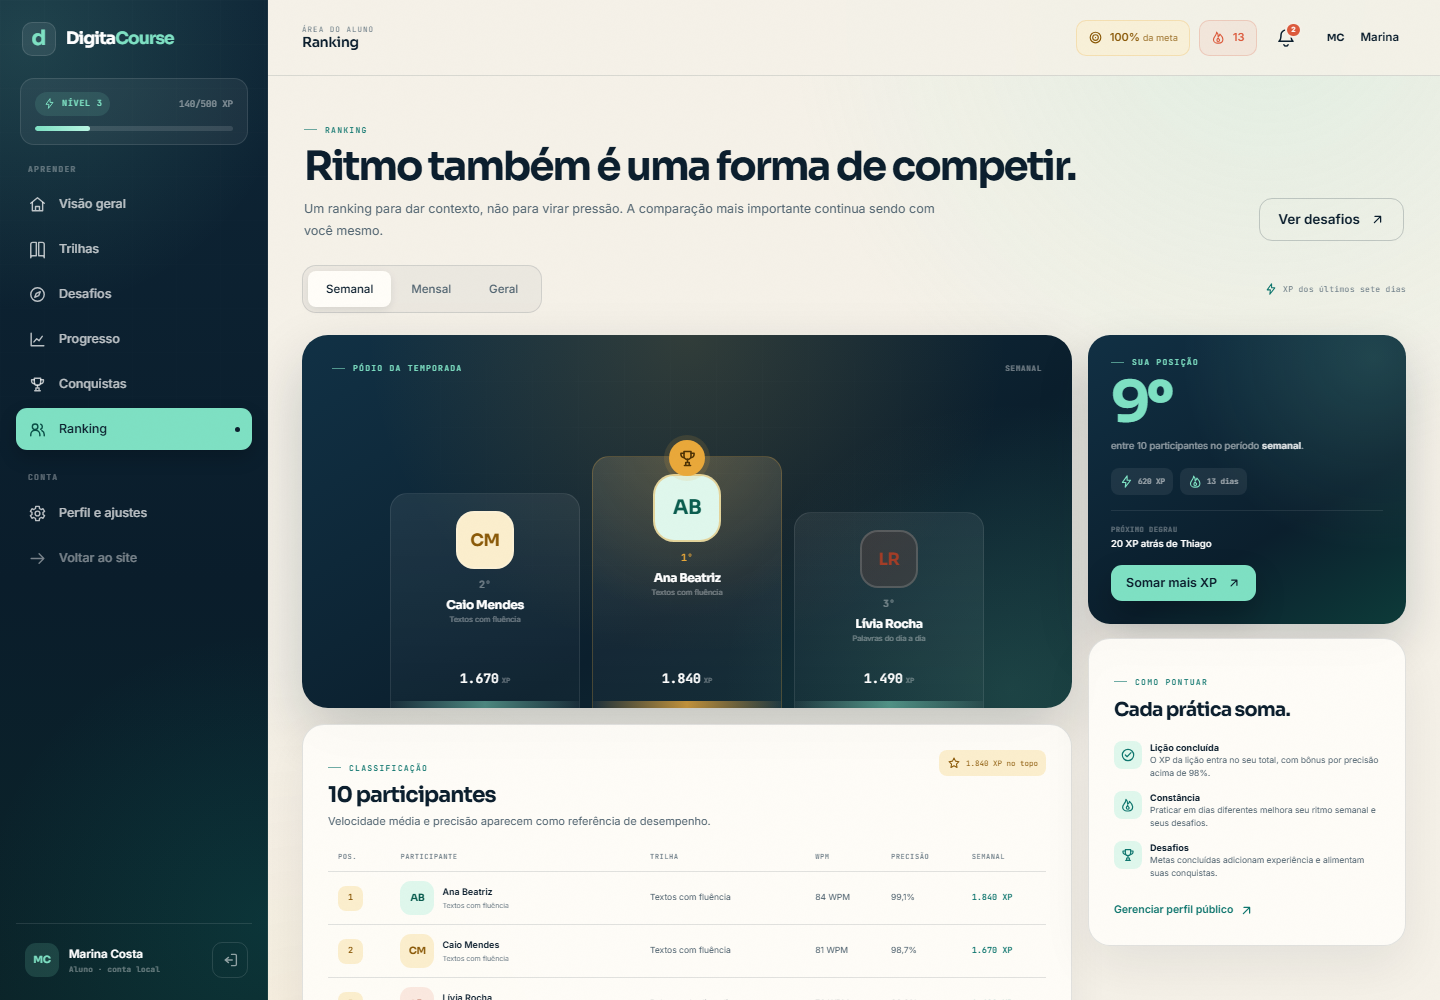 d DigitaCourse
NÍVEL 3 140/500 XP
APRENDER
Visão geral
Trilhas
Desafios
Progresso
Conquistas
Ranking
CONTA
Perfil e ajustes
Voltar ao site
MC Marina Costa
Aluno · conta local
ÁREA DO ALUNO
Ranking
100% da meta
13
2
MC Marina
RANKING
Ritmo também é uma forma de competir.
Um ranking para dar contexto, não para virar pressão. A comparação mais importante continua sendo com
você mesmo.
Ver desafios
Semanal Mensal Geral
XP dos últimos sete dias
PÓDIO DA TEMPORADA SEMANAL
CM
2°
Caio Mendes
Textos com fluência
1.670 XP
AB
1°
Ana Beatriz
Textos com fluência
1.840 XP
LR
3°
Lívia Rocha
Palavras do dia a dia
1.490 XP
SUA POSIÇÃO
9º
entre 10 participantes no período semanal.
620 XP 13 dias
PRÓXIMO DEGRAU
20 XP atrás de Thiago
Somar mais XP
CLASSIFICAÇÃO
1.840 XP no topo
10 participantes
Velocidade média e precisão aparecem como referência de desempenho.
POS. PARTICIPANTE TRILHA WPM PRECISÃO SEMANAL
1 AB Ana Beatriz Textos com fluência 84 WPM 99,1% 1.840 XP
Textos com fluência
2 CM Caio Mendes Textos com fluência 81 WPM 98,7% 1.670 XP
Textos com fluência
Lívia Rocha
COMO PONTUAR
Cada prática soma.
Lição concluída
O XP da lição entra no seu total, com bônus por precisão
acima de 98%.
Constância
Praticar em dias diferentes melhora seu ritmo semanal e
seus desafios.
Desafios
Metas concluídas adicionam experiência e alimentam
suas conquistas.
Gerenciar perfil público